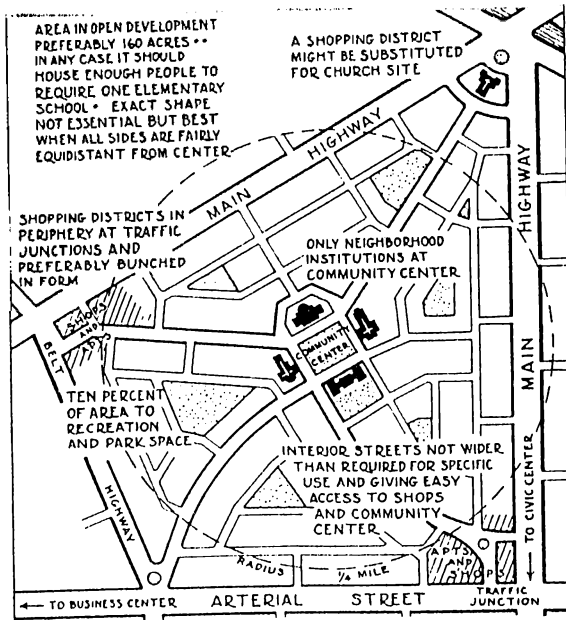 AREA IN OPEN DEVELOPMENT
PREFERABLY 160 ACRES ••
IN ANY CASE IT SHOULD
HOUSE ENOUGH PEOPLE TO
REQUIRE ONE ELEMENTARY
SCHOOL • EXACT SHAPE
NOT ESSENTIAL BUT BEST
WHEN ALL SIDES ARE FAIRLY
EQUIDISTANT FROM CENTER
A SHOPPING DISTRICT
MIGHT BE SUBSTITUTED
FOR CHURCH SITE
MAIN HIGHWAY
HIGHWAY
MAIN
SHOPPING DISTRICTS IN
PERIPHERY AT TRAFFIC
JUNCTIONS AND
PREFERABLY BUNCHED
IN FORM
ONLY NEIGHBORHOOD
INSTITUTIONS AT
COMMUNITY CENTER
SHOPS
AND
APTS
BELT
HIGHWAY
COMMUNITY
CENTER
TEN PERCENT
OF AREA TO
RECREATION
AND PARK SPACE
INTERIOR STREETS NOT WIDER
THAN REQUIRED FOR SPECIFIC
USE AND GIVING EASY
ACCESS TO SHOPS
AND COMMUNITY
CENTER
→ TO CIVIC CENTER
APTS
AND
SHOPS
RADIUS 1/4 MILE
TRAFFIC
JUNCTION
← TO BUSINESS CENTER ARTERIAL STREET